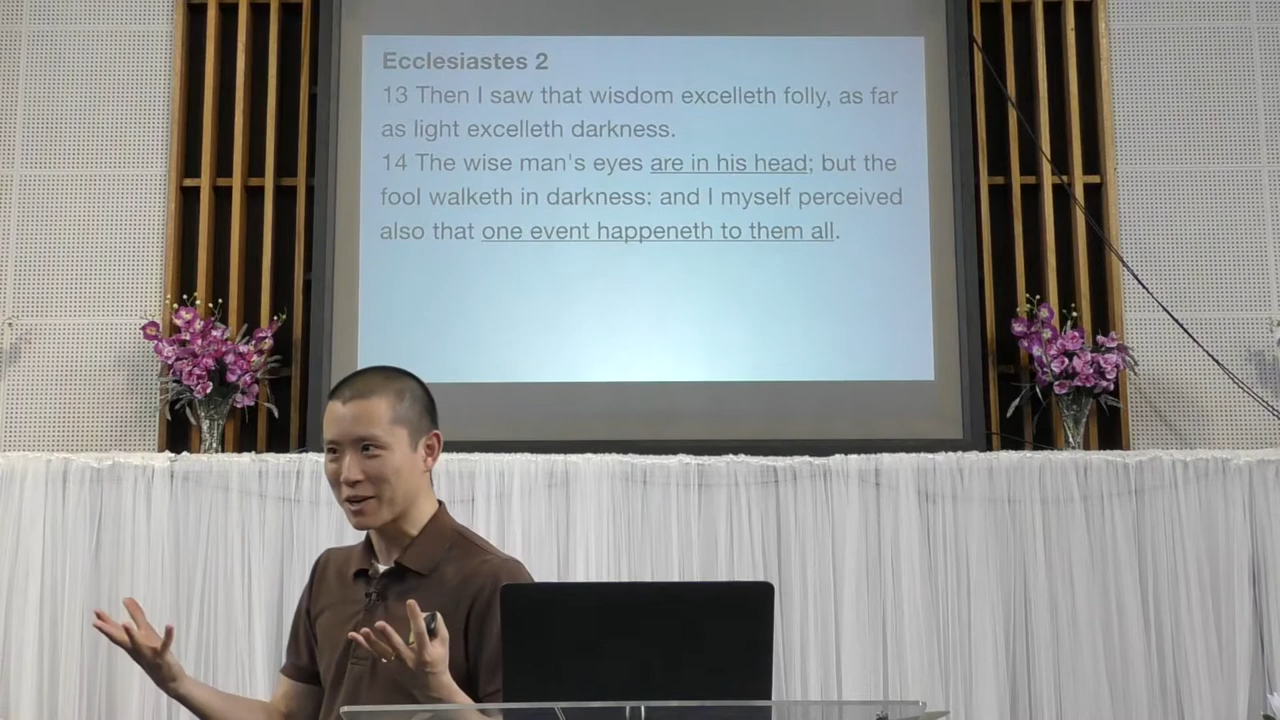 Ecclesiastes 2
13 Then I saw that wisdom excelleth folly, as far
as light excelleth darkness.
14 The wise man's eyes are in his head; but the
fool walketh in darkness: and I myself perceived
also that one event happeneth to them all.